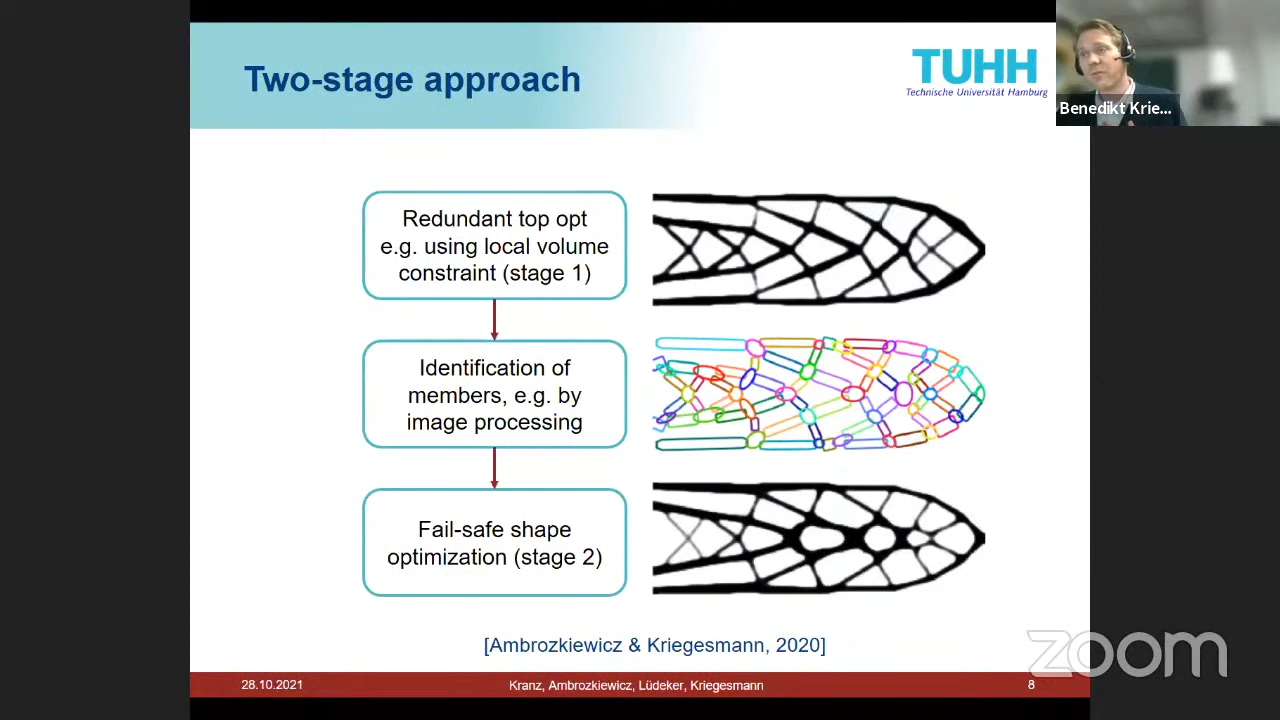 Two-stage approach
TUHH
Technische Universität Hamburg
Benedikt Krie...
Redundant top opt
e.g. using local volume
constraint (stage 1)
Identification of
members, e.g. by
image processing
Fail-safe shape
optimization (stage 2)
[Ambrozkiewicz & Kriegesmann, 2020]
zoom
28.10.2021
Kranz, Ambrozkiewicz, Lüdeker, Kriegesmann
8